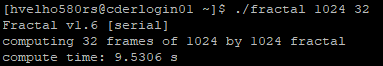 [hvelho580rs@cderlogin01 ~]$ ./fractal 1024 32
Fractal v1.6 [serial]
computing 32 frames of 1024 by 1024 fractal
compute time: 9.5306 s